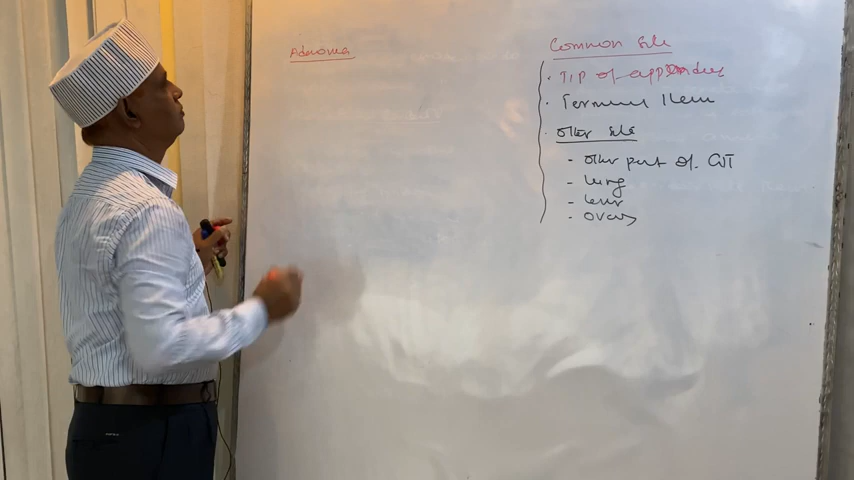 Adenoma
Common site
· Tip of appendix
· Terminal Ileum
· other site
- other part of GIT
- lung
- liver
- ovary